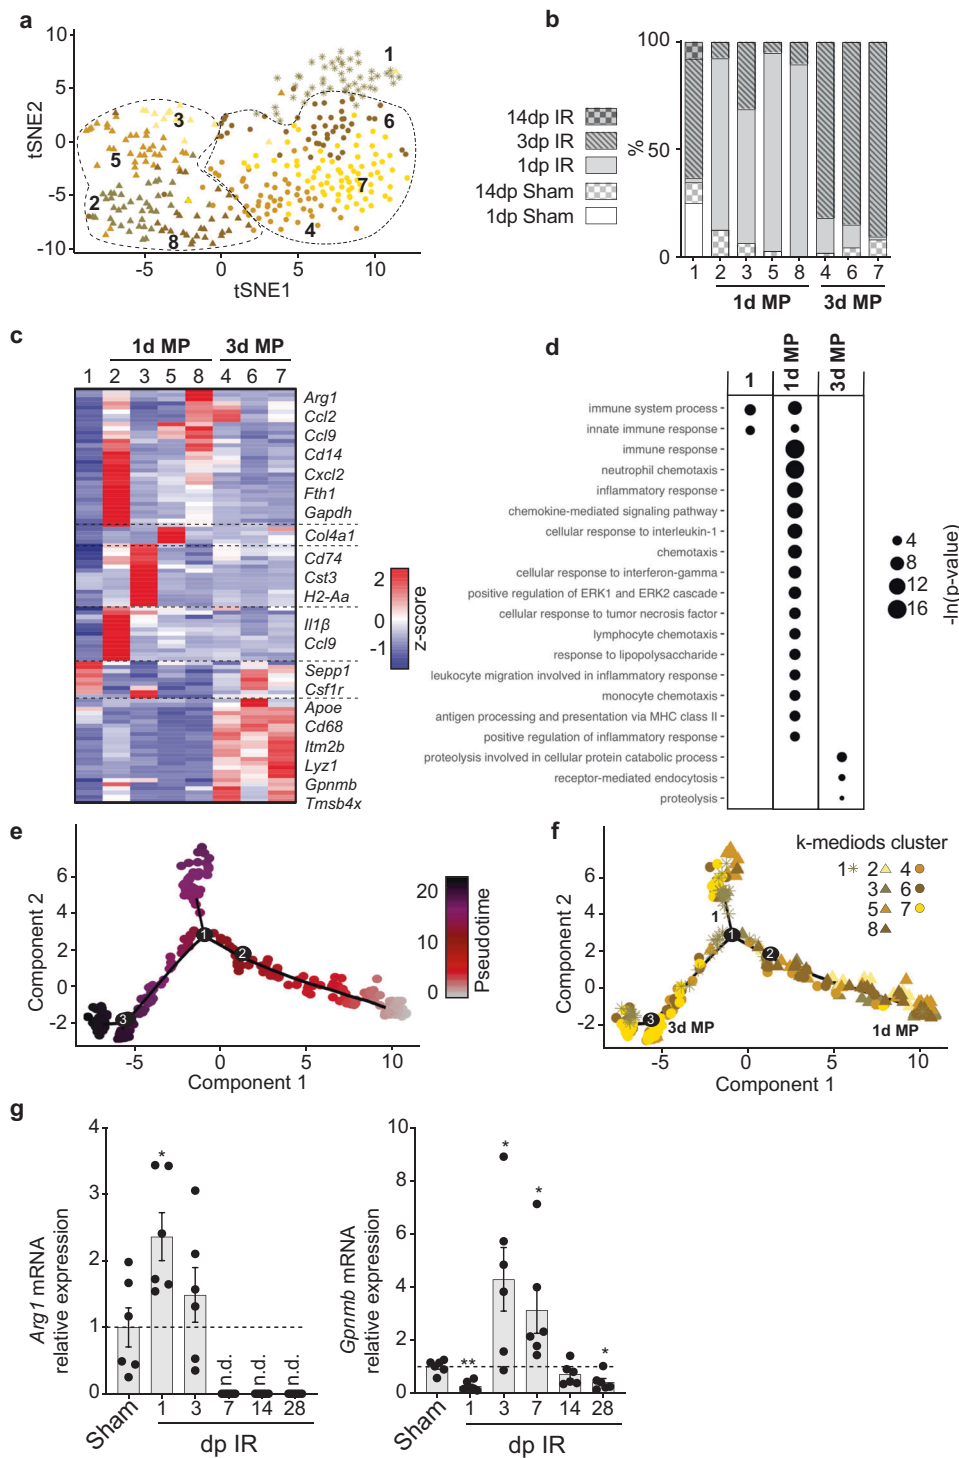 a
10
5
0
-5
-10
tSNE2
1
3
6
5
7
2
4
8
-5
0
5
10
tSNE1
b
14dp IR
3dp IR
1dp IR
14dp Sham
1dp Sham
100
50
0
%
1 2 3 5 8 4 6 7
1d MP 3d MP
c
1d MP 3d MP
1 2 3 5 8 4 6 7
Arg1
Ccl2
Ccl9
Cd14
Cxcl2
Fth1
Gapdh
Col4a1
Cd74
Cst3
H2-Aa
Il1β
Ccl9
Sepp1
Csf1r
Apoe
Cd68
Itm2b
Lyz1
Gpnmb
Tmsb4x
2
1
0
-1
z-score
d
1
1d MP
3d MP
immune system process
innate immune response
immune response
neutrophil chemotaxis
inflammatory response
chemokine-mediated signaling pathway
cellular response to interleukin-1
chemotaxis
cellular response to interferon-gamma
positive regulation of ERK1 and ERK2 cascade
cellular response to tumor necrosis factor
lymphocyte chemotaxis
response to lipopolysaccharide
leukocyte migration involved in inflammatory response
monocyte chemotaxis
antigen processing and presentation via MHC class II
positive regulation of inflammatory response
proteolysis involved in cellular protein catabolic process
receptor-mediated endocytosis
proteolysis
4
8
12
16
-ln(p-value)
e
6
4
2
0
-2
Component 2
1
2
3
-5 0 5 10
Component 1
20
10
0
Pseudotime
f
k-mediods cluster
1 2 4
3 6
5 7
8
6
4
2
0
-2
Component 2
1
1
2
3
3d MP
1d MP
-5 0 5 10
Component 1
g
4
3
2
1
0
Arg1 mRNA
relative expression
*
n.d.
n.d.
n.d.
Sham 1 3 7 14 28
dp IR
10
8
6
4
2
0
Gpnmb mRNA
relative expression
**
*
*
*
1 3 7 14 28
Sham
dp IR